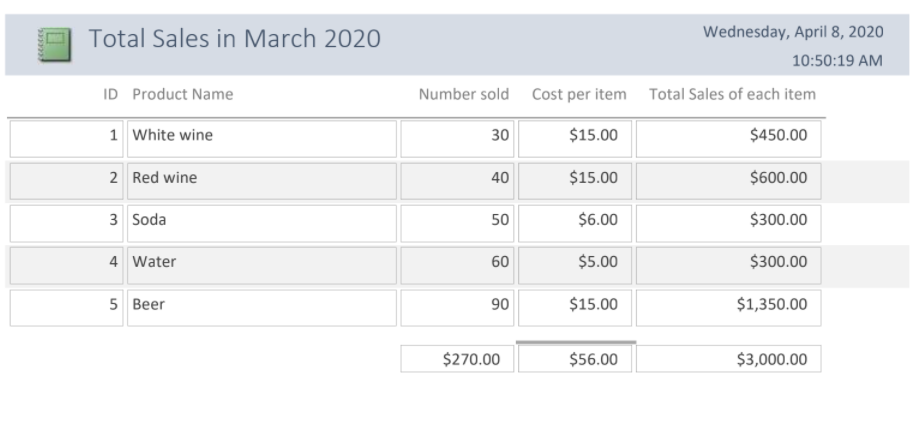 Total Sales in March 2020 Wednesday, April 8, 2020
10:50:19 AM
ID Product Name Number sold Cost per item Total Sales of each item
1 White wine 30 $15.00 $450.00
2 Red wine 40 $15.00 $600.00
3 Soda 50 $6.00 $300.00
4 Water 60 $5.00 $300.00
5 Beer 90 $15.00 $1,350.00
$270.00 $56.00 $3,000.00